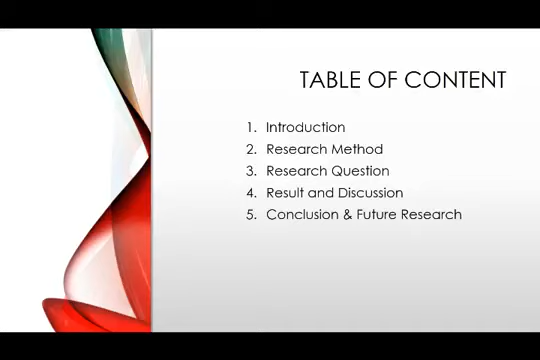 TABLE OF CONTENT
1. Introduction
2. Research Method
3. Research Question
4. Result and Discussion
5. Conclusion & Future Research